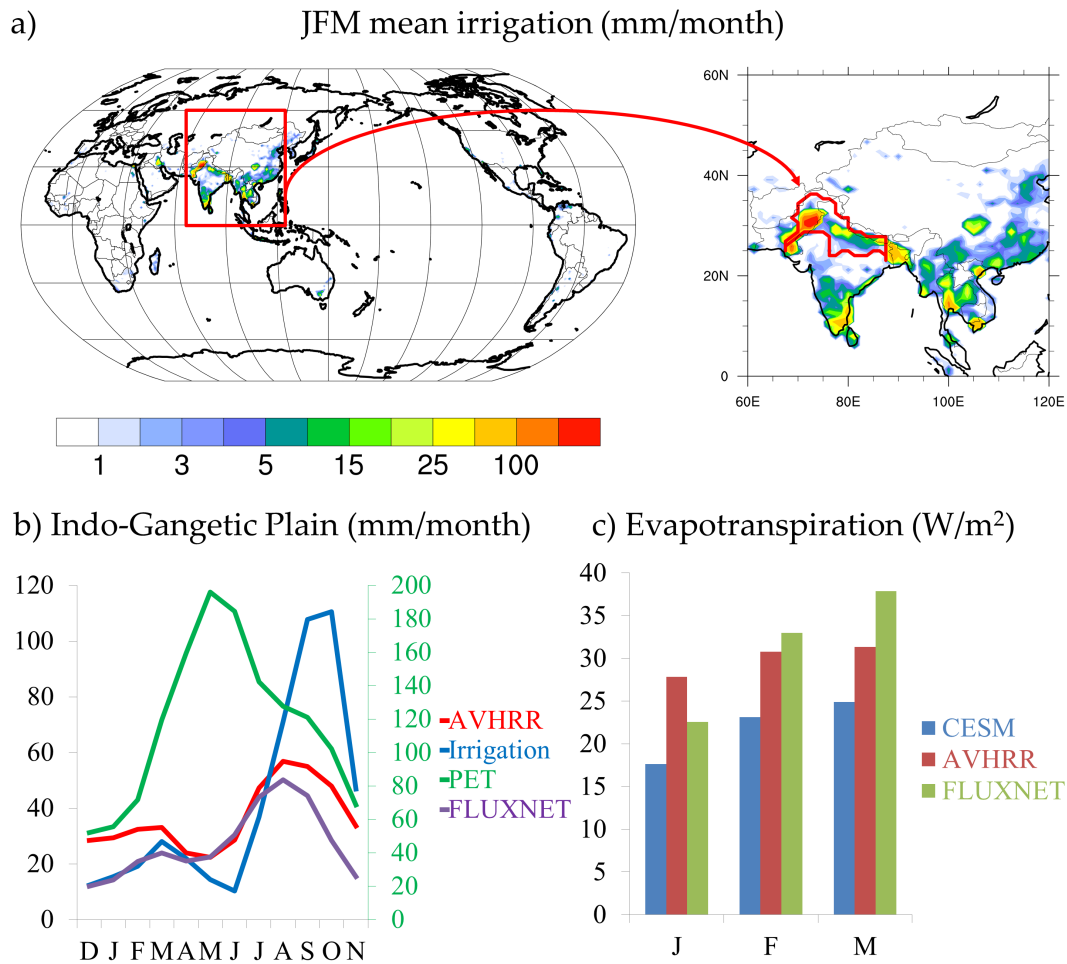 a) JFM mean irrigation (mm/month)
60N
40N
20N
0
60E 80E 100E 120E
1 3 5 15 25 100
b) Indo-Gangetic Plain (mm/month)
120
100
80
60
40
20
0
200
180
160
140
120
100
80
60
40
20
0
AVHRR
Irrigation
PET
FLUXNET
D J F M A M J J A S O N
c) Evapotranspiration (W/m²)
40
35
30
25
20
15
10
5
0
J F M
CESM
AVHRR
FLUXNET